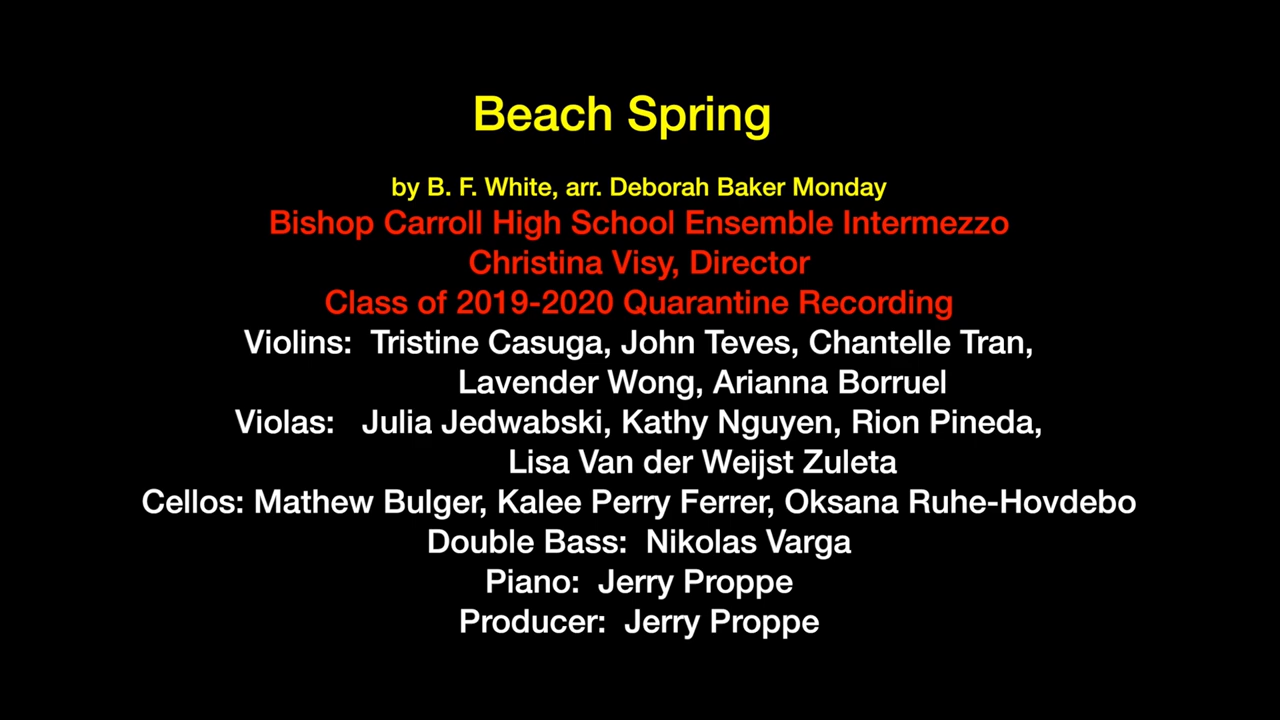 Beach Spring
by B. F. White, arr. Deborah Baker Monday
Bishop Carroll High School Ensemble Intermezzo
Christina Visy, Director
Class of 2019-2020 Quarantine Recording
Violins: Tristine Casuga, John Teves, Chantelle Tran,
Lavender Wong, Arianna Borruel
Violas: Julia Jedwabski, Kathy Nguyen, Rion Pineda,
Lisa Van der Weijst Zuleta
Cellos: Mathew Bulger, Kalee Perry Ferrer, Oksana Ruhe-Hovdebo
Double Bass: Nikolas Varga
Piano: Jerry Proppe
Producer: Jerry Proppe